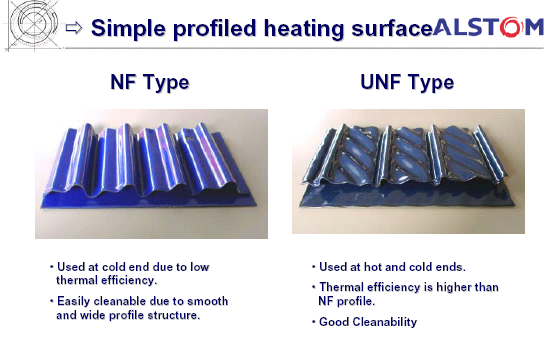 ⇨ Simple profiled heating surface
ALSTOM
NF Type
UNF Type
• Used at cold end due to low
thermal efficiency.
• Easily cleanable due to smooth
and wide profile structure.
• Used at hot and cold ends.
• Thermal efficiency is higher than
NF profile.
• Good Cleanability